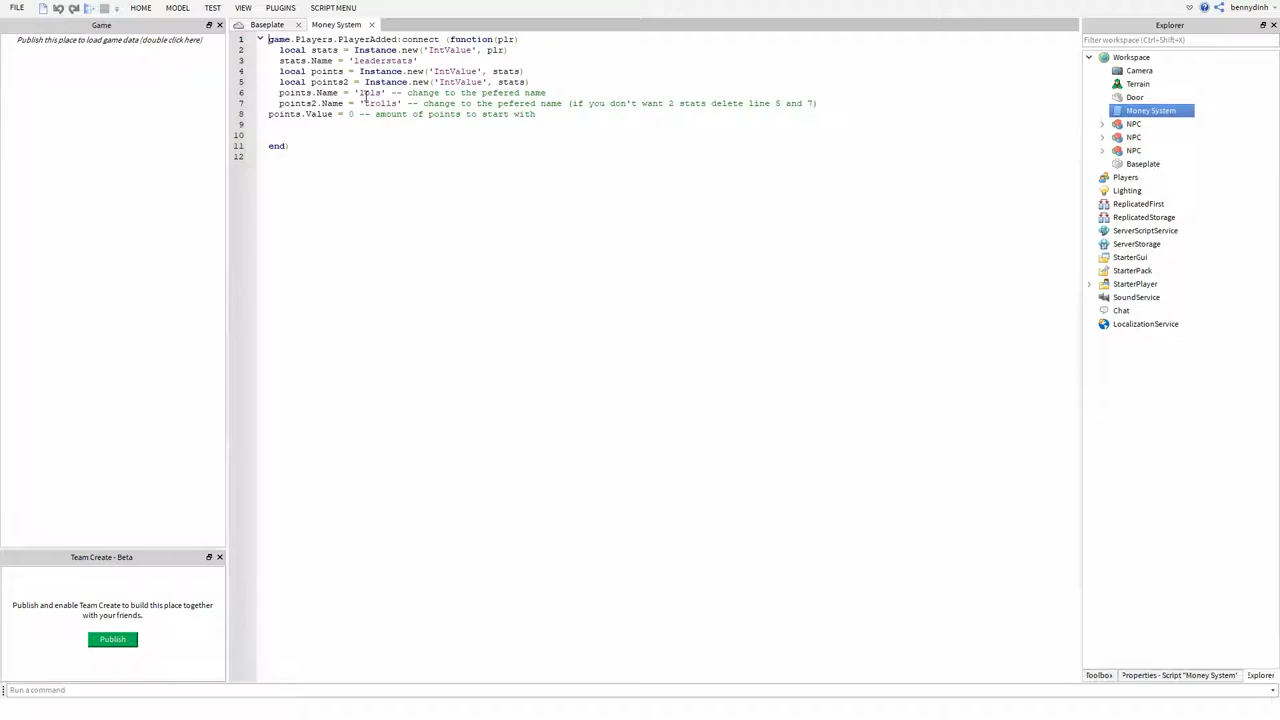 FILE HOME MODEL TEST VIEW PLUGINS SCRIPT MENU bennydinh
Game Baseplate Money System Explorer
Publish this place to load game data (double click here)
Filter workspace (Ctrl+Shift+X)
1 game.Players.PlayerAdded:connect (function(plr)
2 local stats = Instance.new('IntValue', plr)
3 stats.Name = 'leaderstats'
4 local points = Instance.new('IntValue', stats)
5 local points2 = Instance.new('IntValue', stats)
6 points.Name = 'lols' -- change to the pefered name
7 points2.Name = 'trolls' -- change to the pefered name (if you don't want 2 stats delete line 5 and 7)
8 points.Value = 0 -- amount of points to start with
9
10
11 end)
12
Workspace
Camera
Terrain
Door
Money System
NPC
NPC
NPC
Baseplate
Players
Lighting
ReplicatedFirst
ReplicatedStorage
ServerScriptService
ServerStorage
StarterGui
StarterPack
StarterPlayer
SoundService
Chat
LocalizationService
Team Create - Beta
Publish and enable Team Create to build this place together
with your friends.
Publish
Toolbox Properties - Script "Money System" Explorer
Run a command